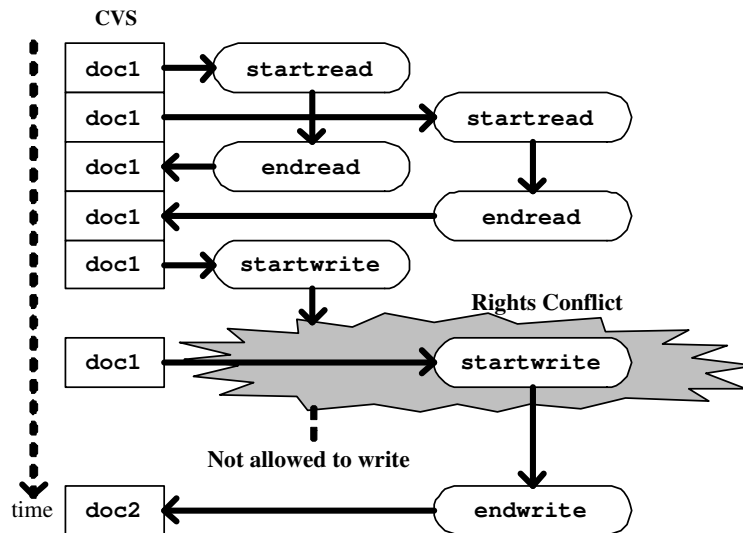 CVS
doc1 startread
doc1 startread
doc1 endread
doc1 endread
doc1 startwrite
Rights Conflict
doc1 startwrite
Not allowed to write
time doc2 endwrite